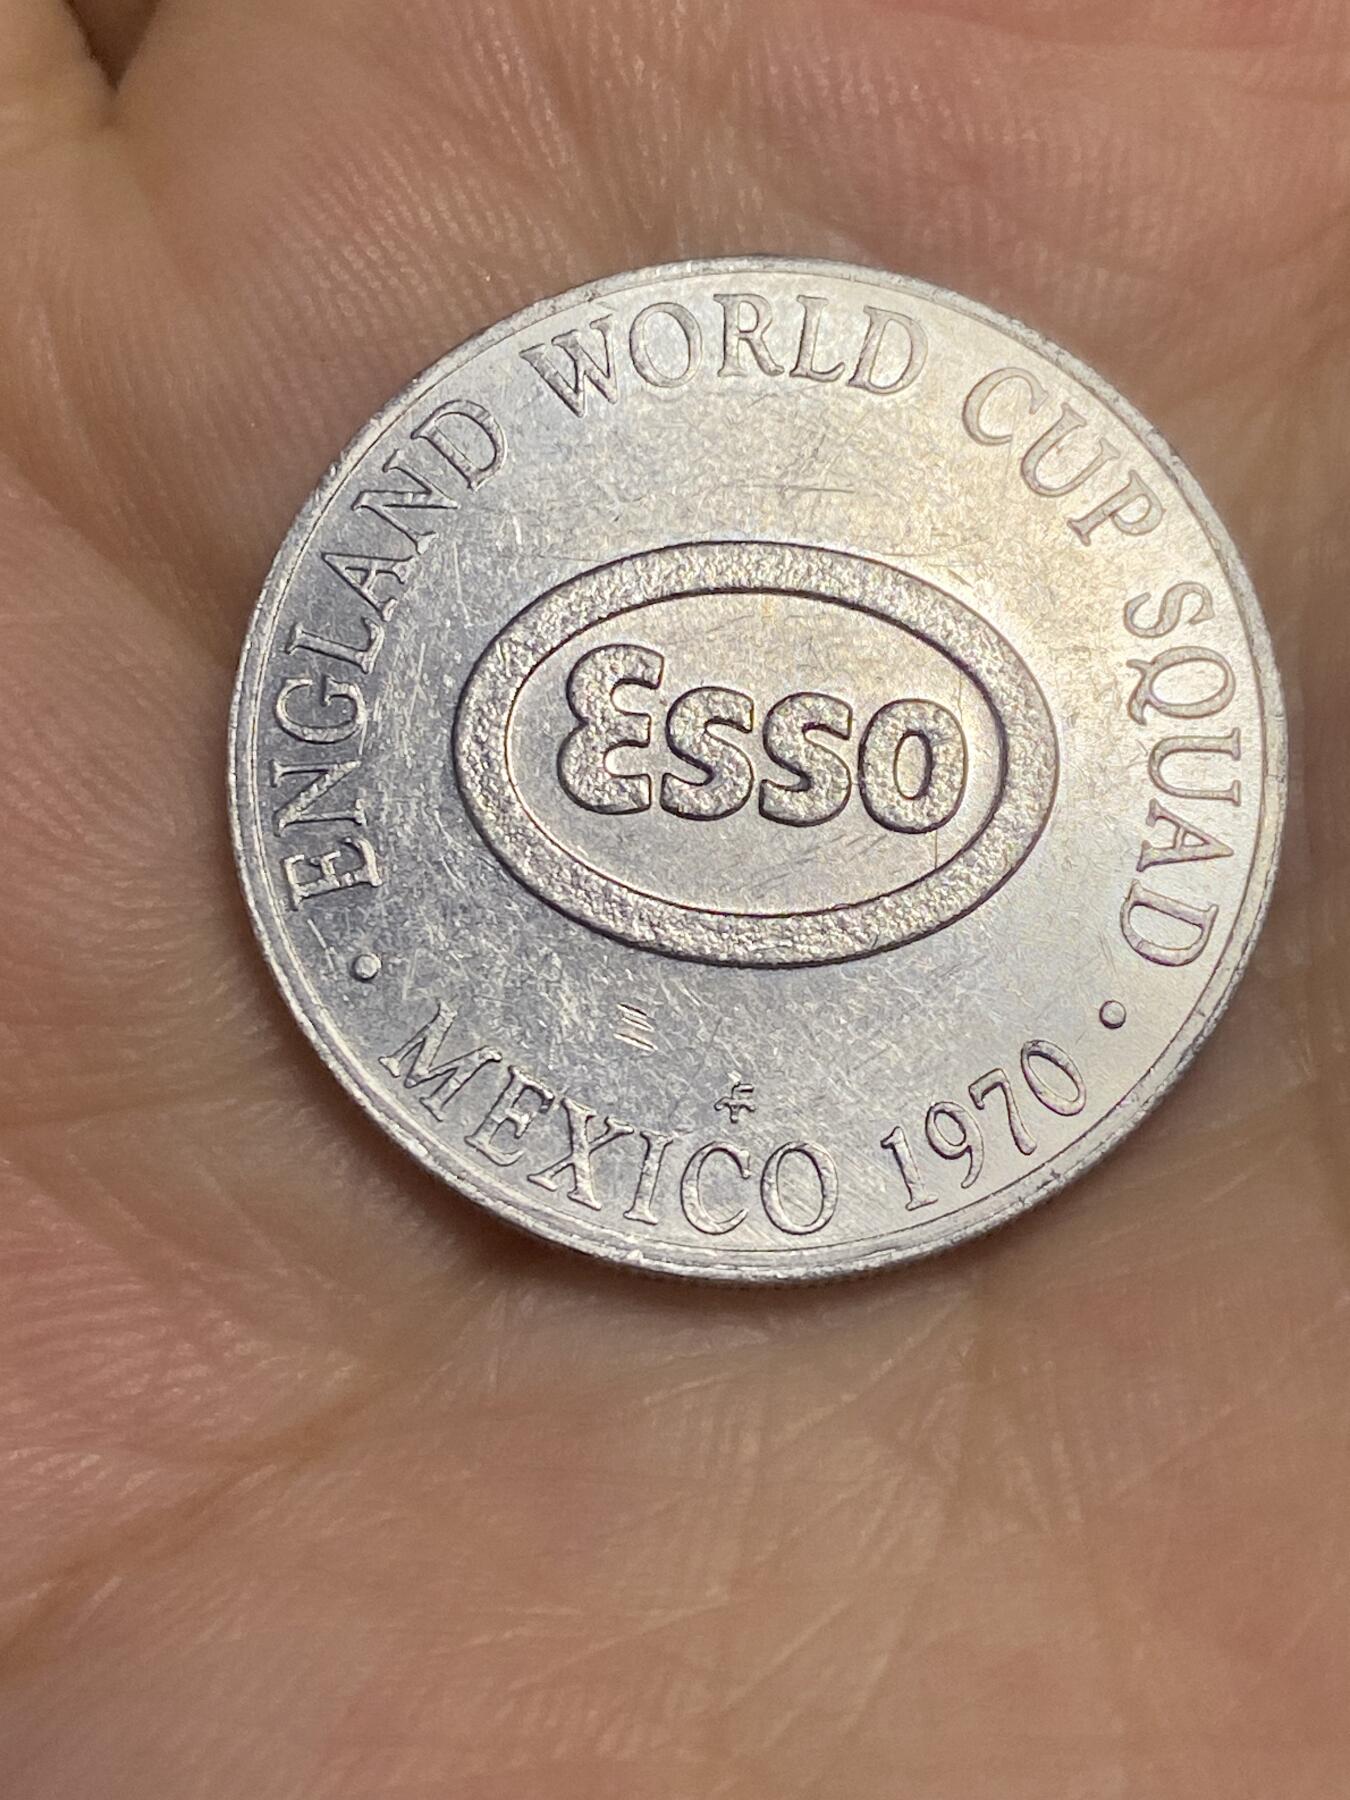 · ENGLAND WORLD CUP SQUAD ·
Esso
MEXICO 1970